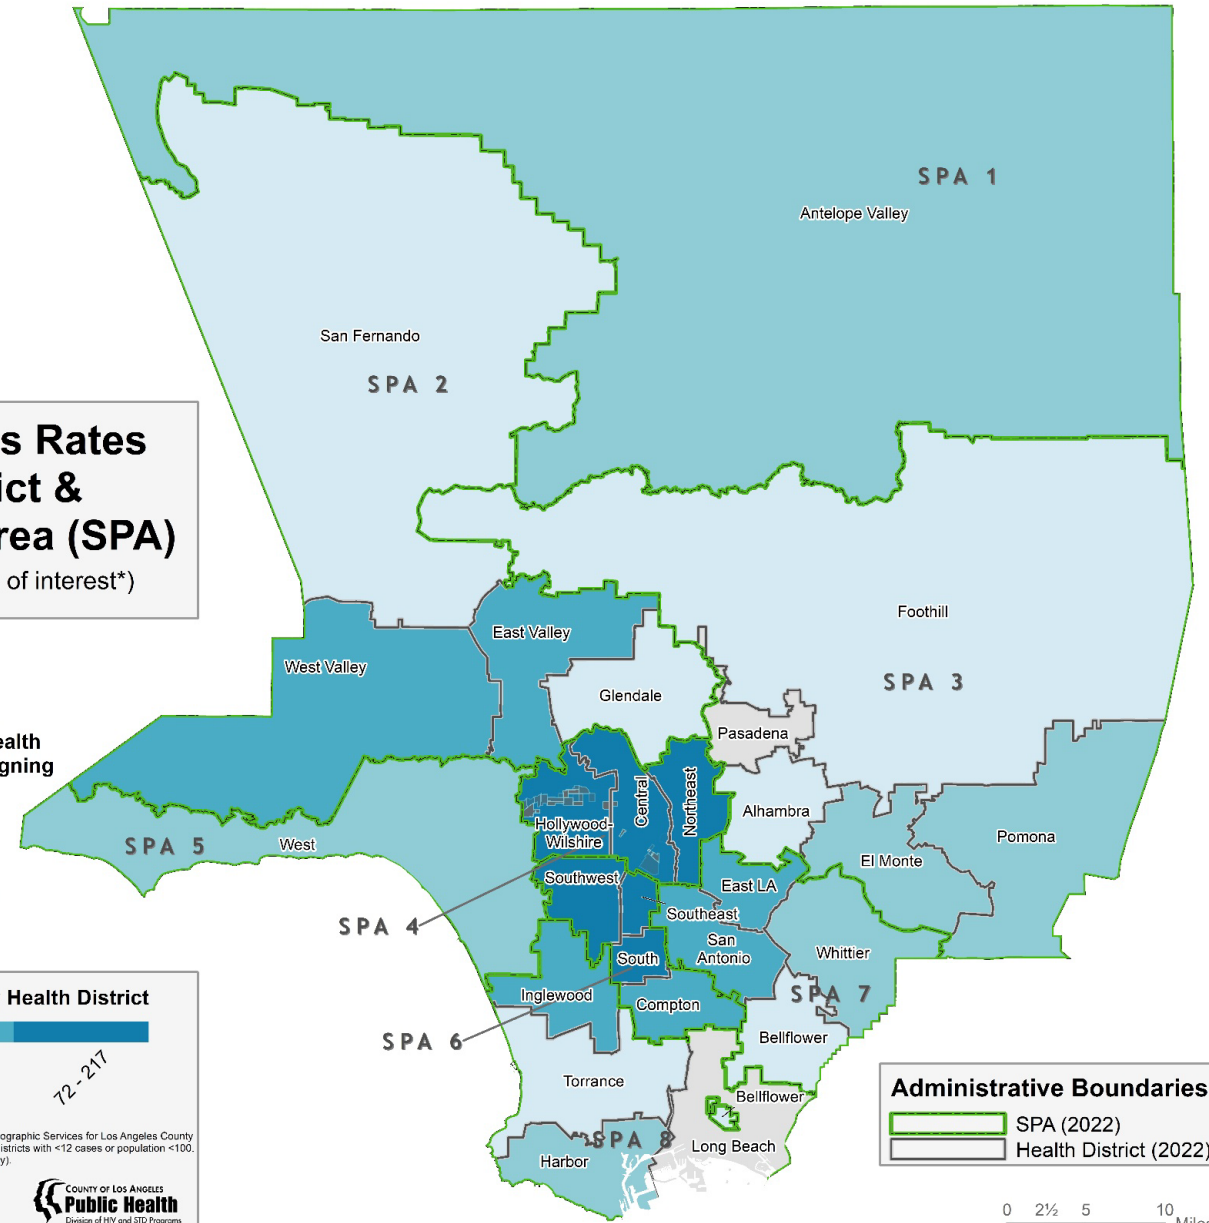 SPA 1
Antelope Valley
San Fernando
SPA 2
s Rates
ict &
rea (SPA)
of interest*)
Foothill
East Valley
West Valley
SPA 3
Glendale
Pasadena
ealth
gning
Central
Northeast
Alhambra
Hollywood-
Wilshire
Pomona
SPA 5
West
El Monte
Southwest
East LA
SPA 4
Southeast
San
Antonio
Whittier
South
Inglewood
Compton
SPA 7
SPA 6
Bellflower
Torrance
Bellflower
SPA 8
Long Beach
Harbor
Health District
72 - 217
ographic Services for Los Angeles County
istricts with <12 cases or population <100.
y).
COUNTY OF LOS ANGELES
Public Health
Division of HIV and STD Programs
Administrative Boundaries
SPA (2022)
Health District (2022)
0 2½ 5 10
Miles